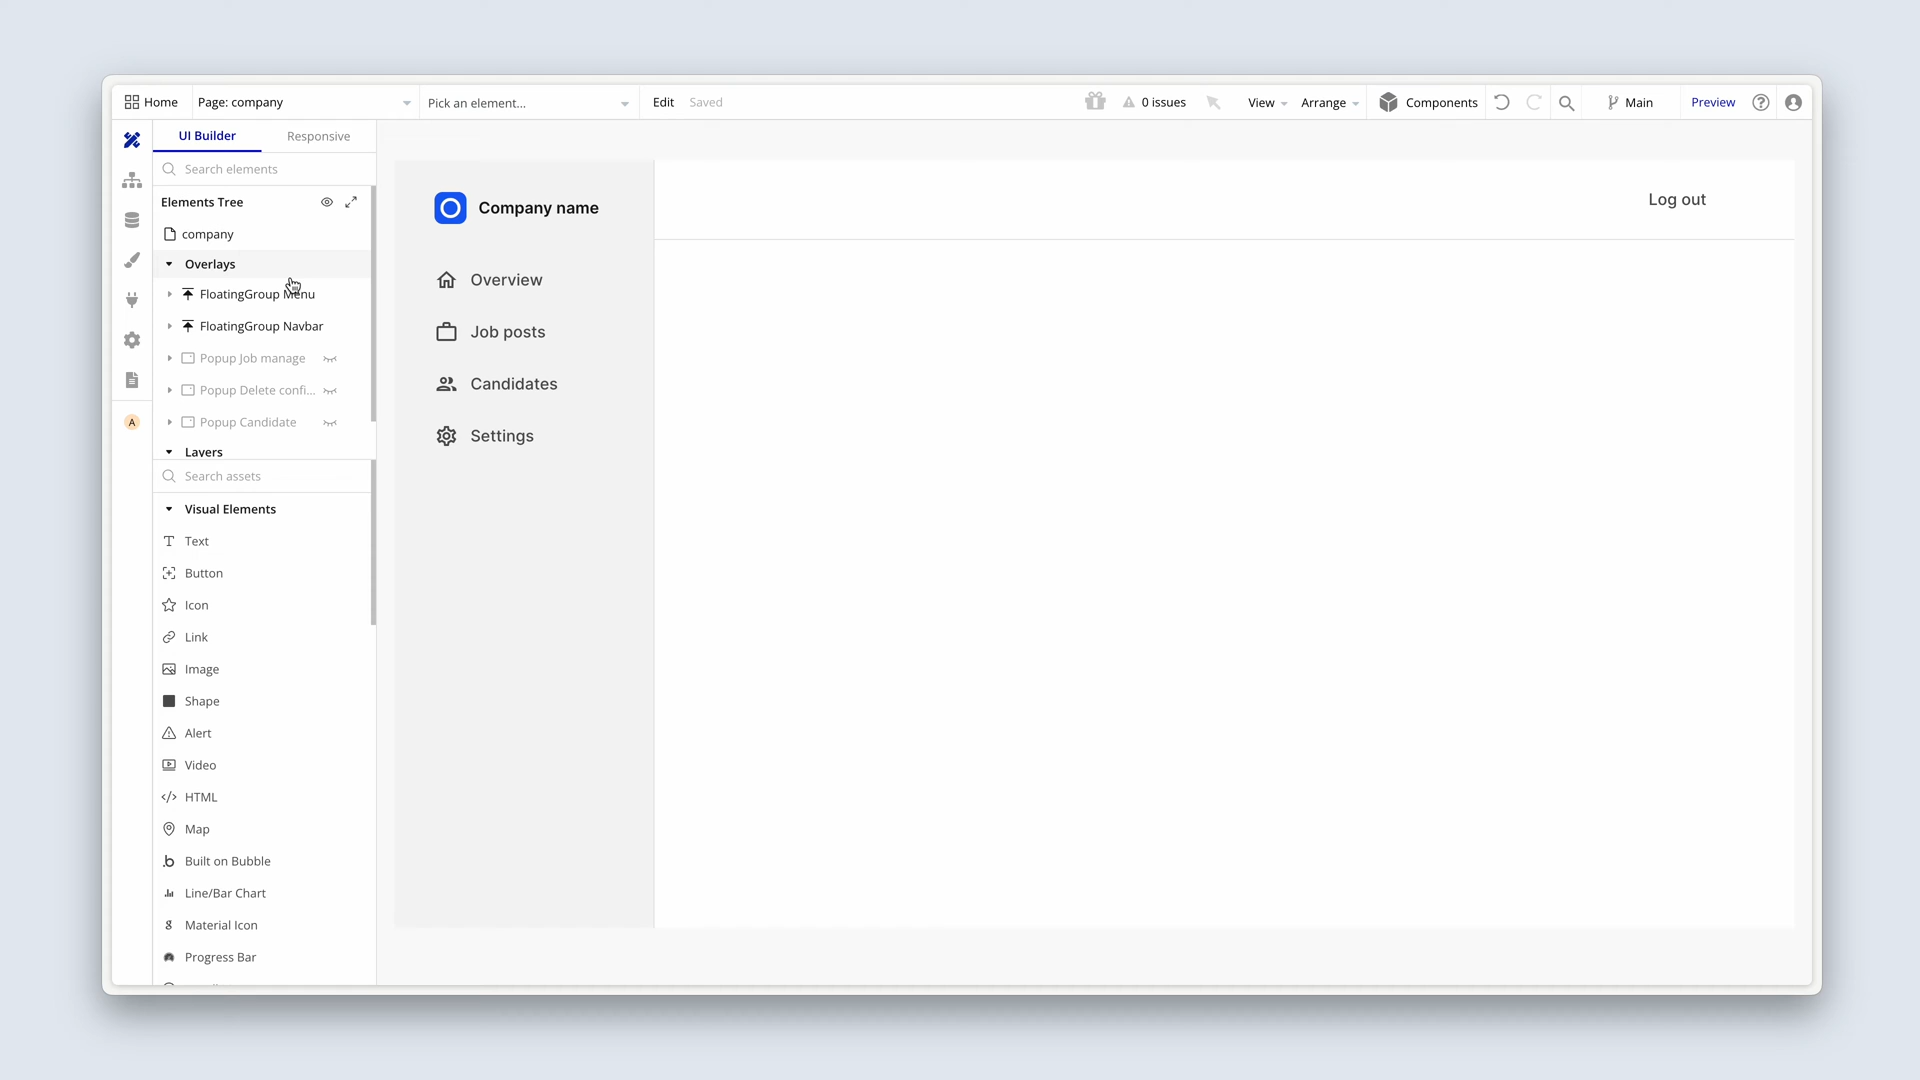 Home
Page: company
Pick an element...
Edit
Saved
0 issues
View
Arrange
Components
Main
Preview
UI Builder
Responsive
Search elements
Elements Tree
company
Overlays
FloatingGroup Menu
FloatingGroup Navbar
Popup Job manage
Popup Delete confi...
Popup Candidate
Layers
A
Search assets
Visual Elements
Text
Button
Icon
Link
Image
Shape
Alert
Video
HTML
Map
Built on Bubble
Line/Bar Chart
Material Icon
Progress Bar
Company name
Log out
Overview
Job posts
Candidates
Settings